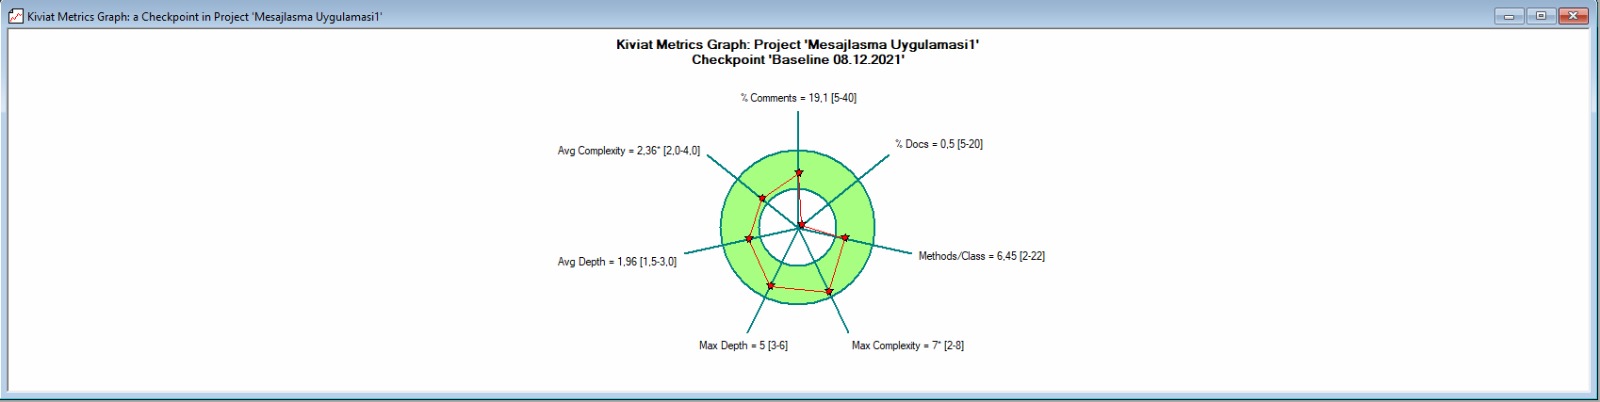 Kiviat Metrics Graph: a Checkpoint in Project 'Mesajlasma Uygulamasi1'
Kiviat Metrics Graph: Project 'Mesajlasma Uygulamasi1'
Checkpoint 'Baseline 08.12.2021'
% Comments = 19,1 [5-40]
% Docs = 0,5 [5-20]
Avg Complexity = 2,36* [2,0-4,0]
Methods/Class = 6,45 [2-22]
Avg Depth = 1,96 [1,5-3,0]
Max Depth = 5 [3-6]
Max Complexity = 7* [2-8]